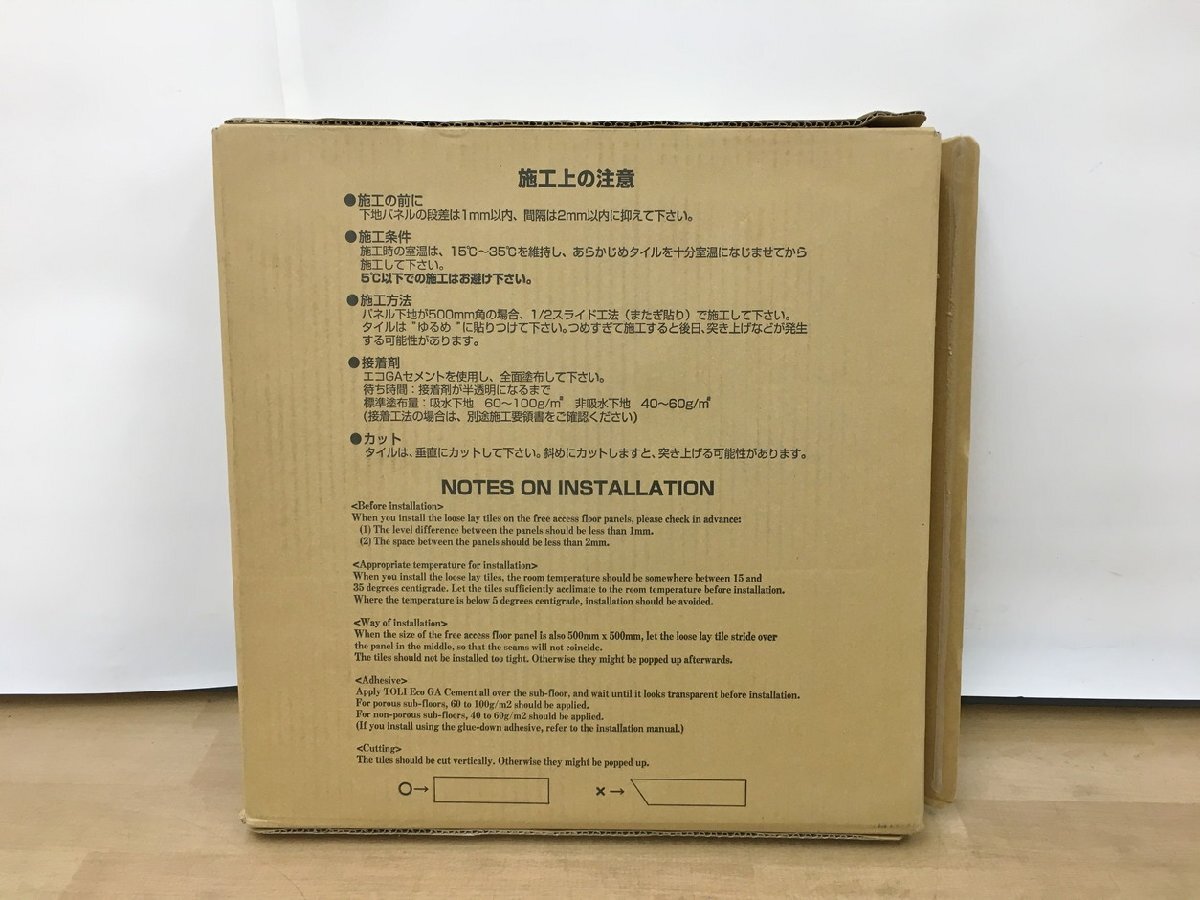 施工上の注意
●施工の前に
下地パネルの段差は1mm以内、間隔は2mm以内に抑えて下さい。
●施工条件
施工時の室温は、15℃～35℃を維持し、あらかじめタイルを十分室温になじませてから
施工して下さい。
5℃以下での施工はお避け下さい。
●施工方法
パネル下地が500mm角の場合、1/2スライド工法（またぎ貼り）で施工して下さい。
タイルは"ゆるめ"に貼りつけて下さい。つめすぎて施工すると後日、突き上げなどが発生
する可能性があります。
●接着剤
エコGAセメントを使用し、全面塗布して下さい。
待ち時間：接着剤が半透明になるまで
標準塗布量：吸水下地 60～100g/㎡ 非吸水下地 40～60g/㎡
(接着工法の場合は、別途施工要領書をご確認ください)
●カット
タイルは、垂直にカットして下さい。斜めにカットしますと、突き上げる可能性があります。
NOTES ON INSTALLATION
<Before installation>
When you install the loose lay tiles on the free access floor panels, please check in advance:
(1) The level difference between the panels should be less than 1mm.
(2) The space between the panels should be less than 2mm.
<Appropriate temperature for installation>
When you install the loose lay tiles, the room temperature should be somewhere between 15 and
35 degrees centigrade. Let the tiles sufficiently acclimate to the room temperature before installation.
Where the temperature is below 5 degrees centigrade, installation should be avoided.
<Way of installation>
When the size of the free access floor panel is also 500mm x 500mm, let the loose lay tile stride over
the panel in the middle, so that the seams will not coincide.
The tiles should not be installed too tight. Otherwise they might be popped up afterwards.
<Adhesive>
Apply TOLI Eco GA Cement all over the sub-floor, and wait until it looks transparent before installation.
For porous sub-floors, 60 to 100g/m2 should be applied.
For non-porous sub-floors, 40 to 60g/m2 should be applied.
(If you install using the glue-down adhesive, refer to the installation manual.)
<Cutting>
The tiles should be cut vertically. Otherwise they might be popped up.
○→ ×→